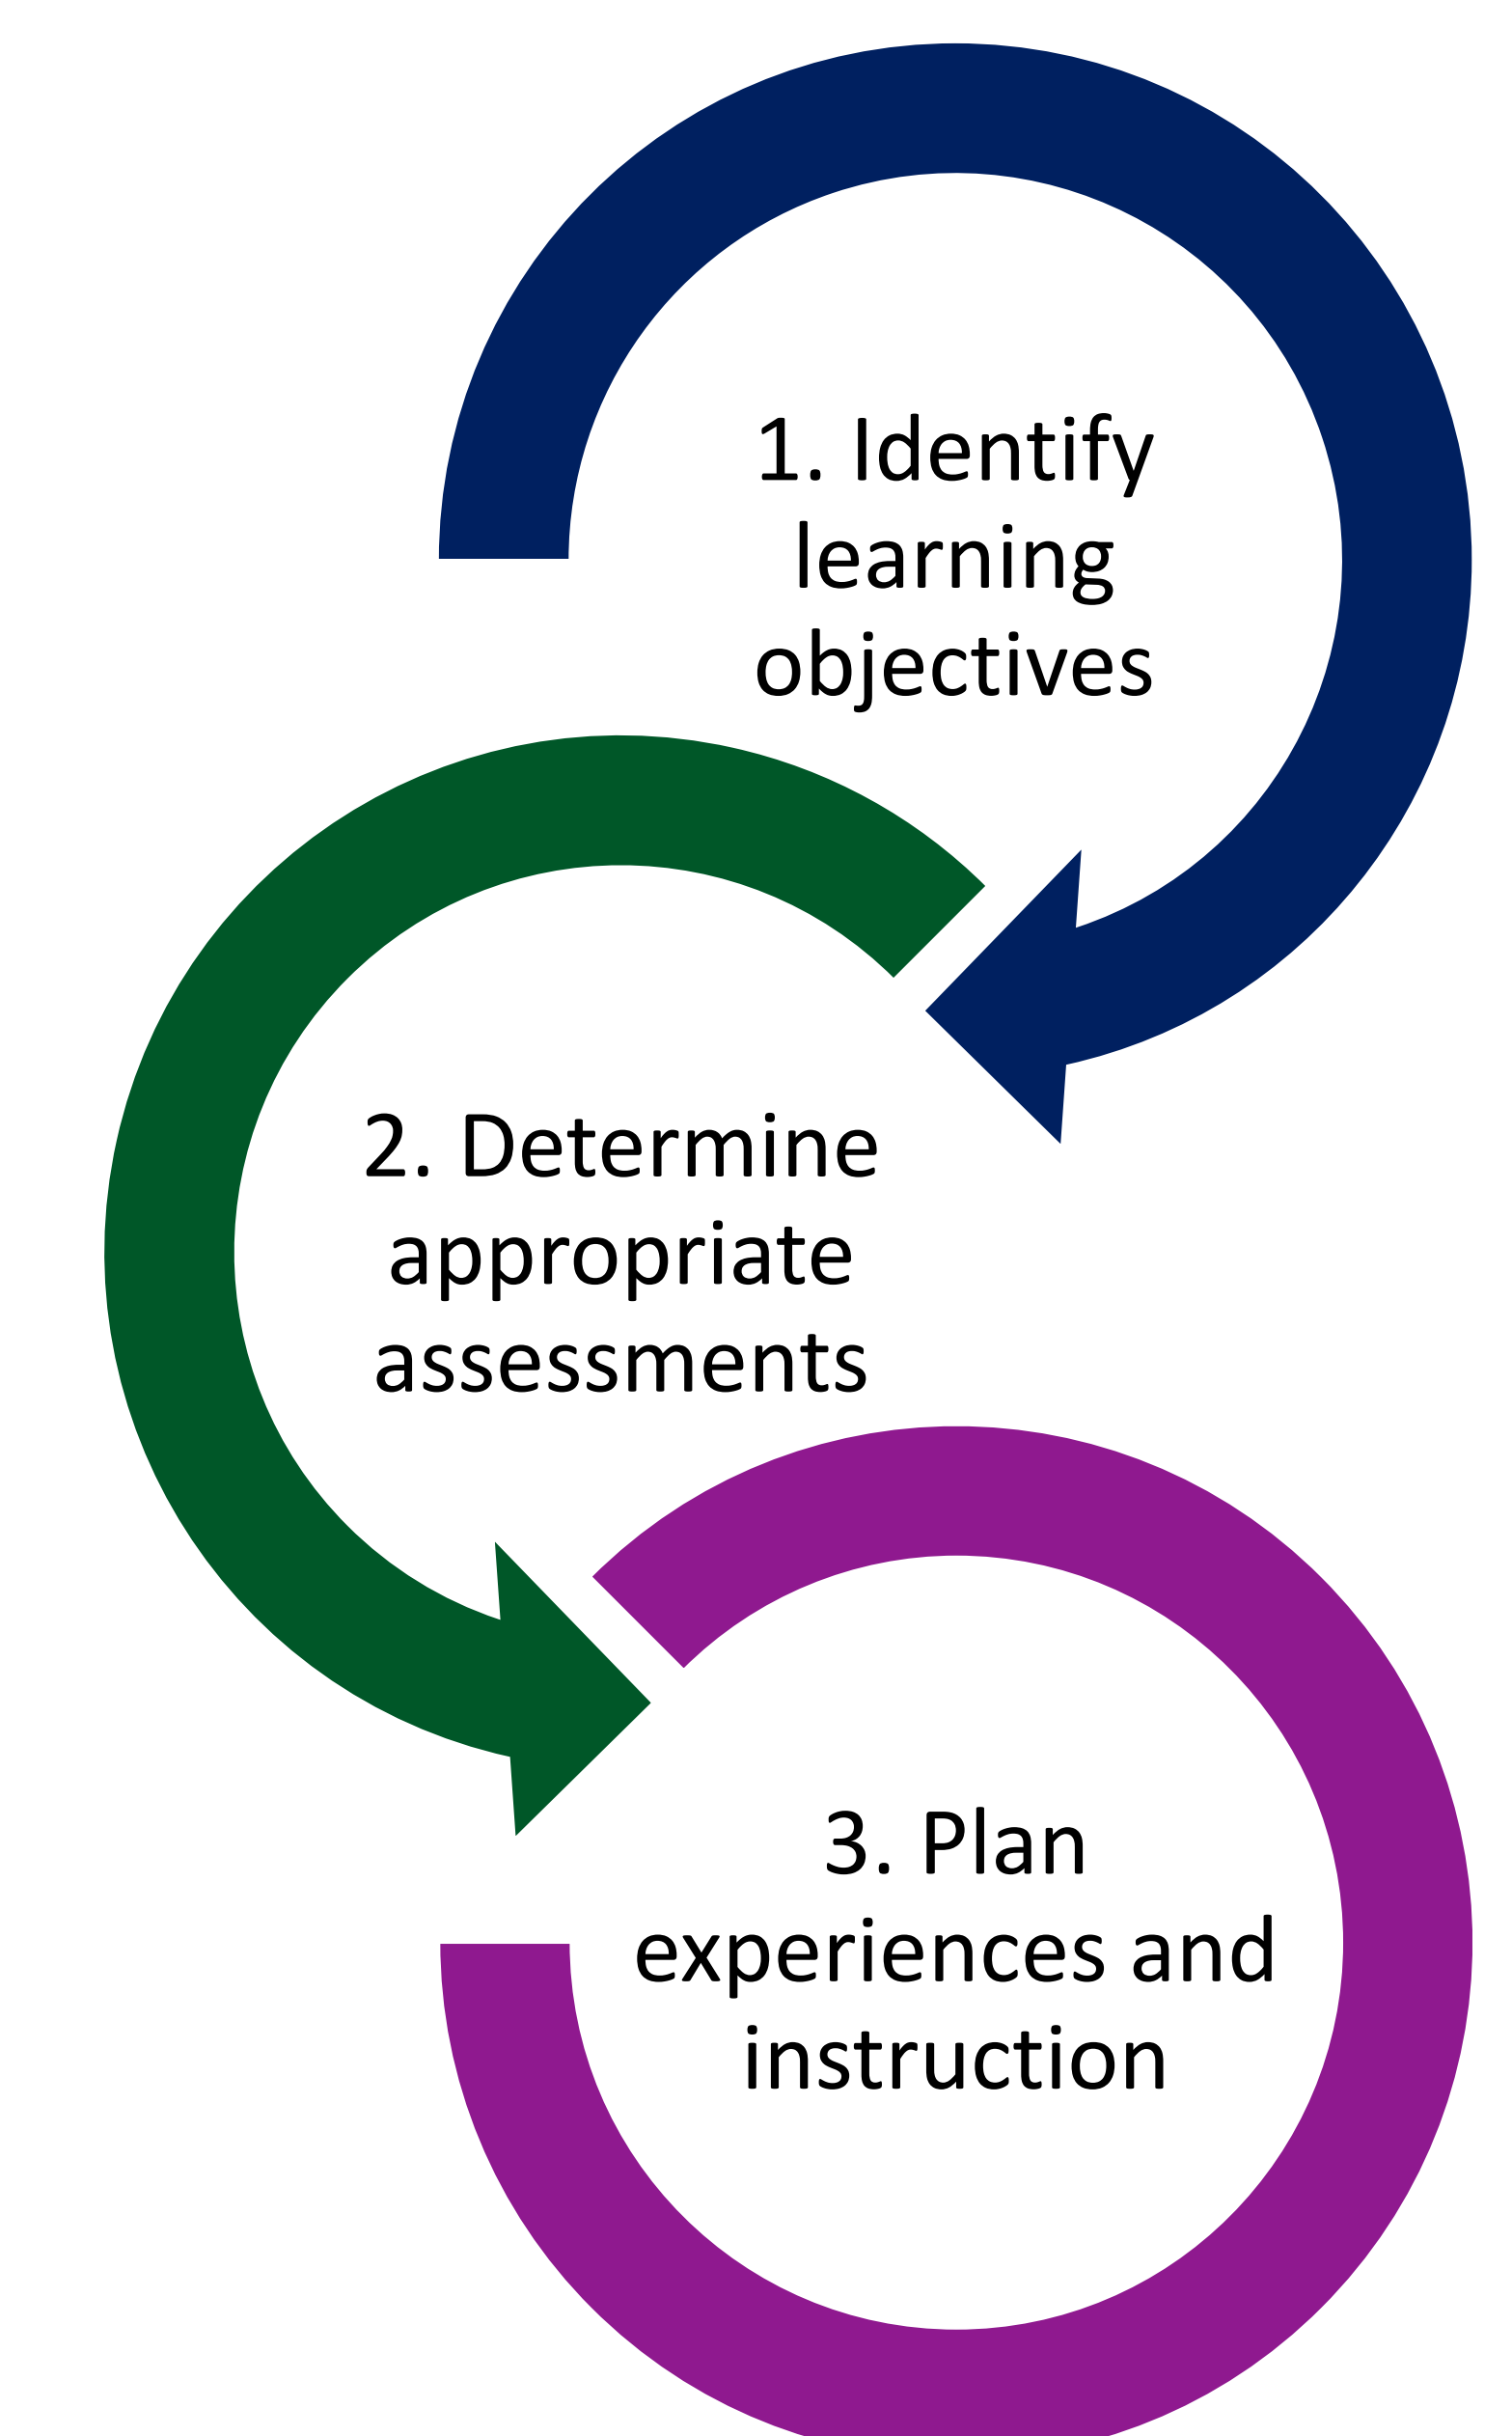 1. Identify
learning
objectives
2. Determine
appropriate
assessments
3. Plan
experiences and
instruction